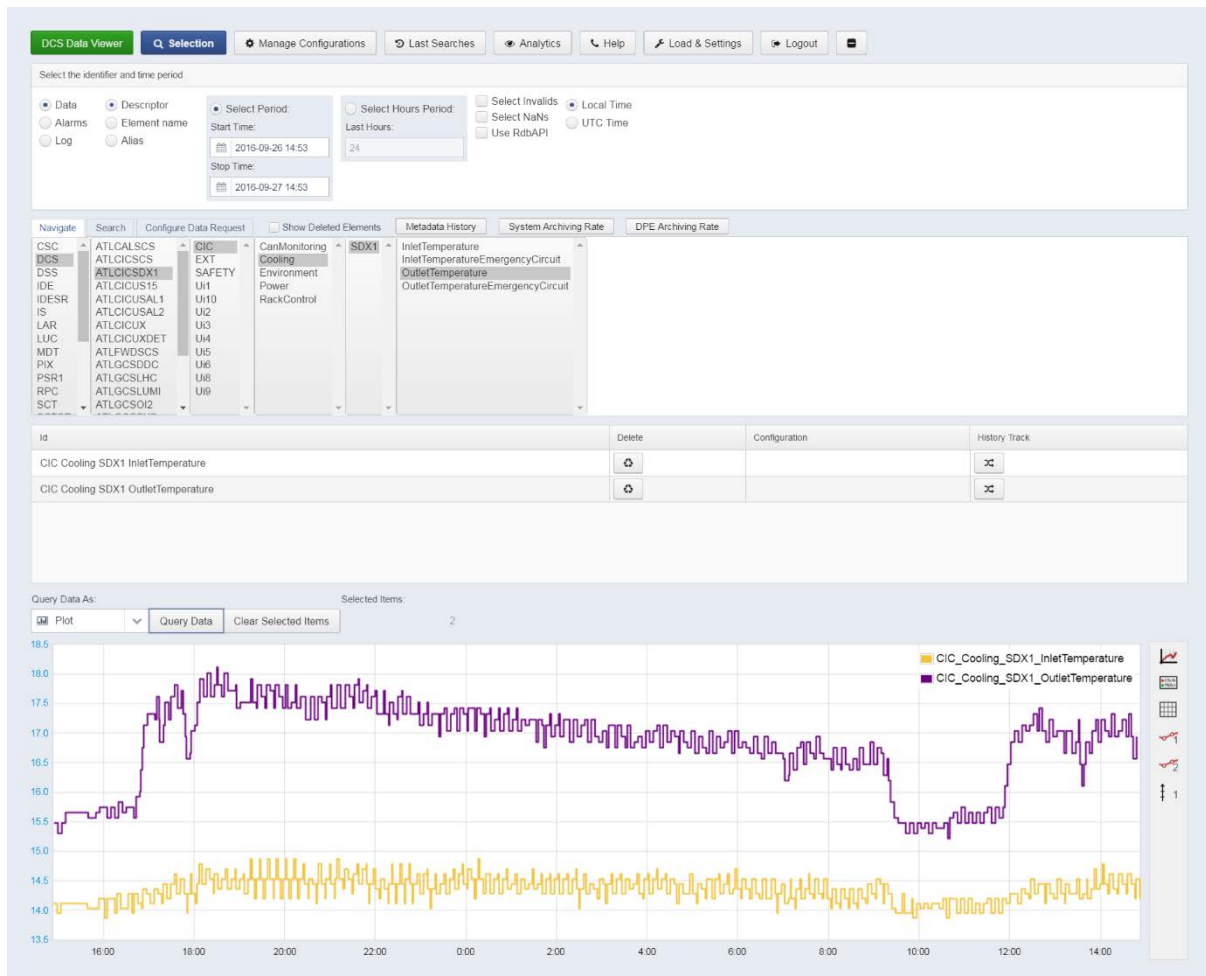 DCS Data Viewer Selection Manage Configurations Last Searches Analytics Help Load & Settings Logout
Select the identifier and time period
Data Descriptor Select Period: Select Hours Period: Select Invalids Local Time
Alarms Element name Start Time: Last Hours: Select NaNs UTC Time
Log Alias 2016-09-26 14:53 24 Use RdbAPI
Stop Time:
2016-09-27 14:53
Navigate Search Configure Data Request Show Deleted Elements Metadata History System Archiving Rate DPE Archiving Rate
CSC ATLCALSCS CIC CanMonitoring SDX1 InletTemperature
DCS ATLCICSCS EXT Cooling InletTemperatureEmergencyCircuit
DSS ATLCICSDX1 SAFETY Environment OutletTemperature
IDE ATLCICUS15 Ui1 Power OutletTemperatureEmergencyCircuit
IDESR ATLCICUSAL1 Ui10 RackControl
IS ATLCICUSAL2 Ui2
LAR ATLCICUX Ui3
LUC ATLCICUXDET Ui4
MDT ATLFWDSCS Ui5
PIX ATLGCSDDC Ui6
PSR1 ATLGCSLHC Ui8
RPC ATLGCSLUMI Ui9
SCT ATLGCSOI2
Id Delete Configuration History Track
CIC Cooling SDX1 InletTemperature
CIC Cooling SDX1 OutletTemperature
Query Data As: Selected Items:
Plot Query Data Clear Selected Items 2
18.5
CIC_Cooling_SDX1_InletTemperature
18.0
CIC_Cooling_SDX1_OutletTemperature
17.5
17.0
1
16.5
2
16.0
1
15.5
15.0
14.5
14.0
13.5
16:00 18:00 20:00 22:00 0:00 2:00 4:00 6:00 8:00 10:00 12:00 14:00